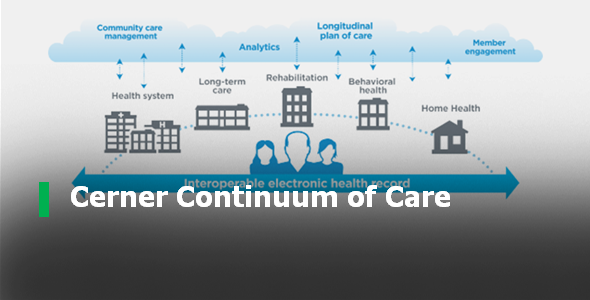 Community care
management
Analytics
Longitudinal
plan of care
Member
engagement
Health system
Long-term
care
Rehabilitation
Behavioral
health
Home Health
Interoperable electronic health record
Cerner Continuum of Care